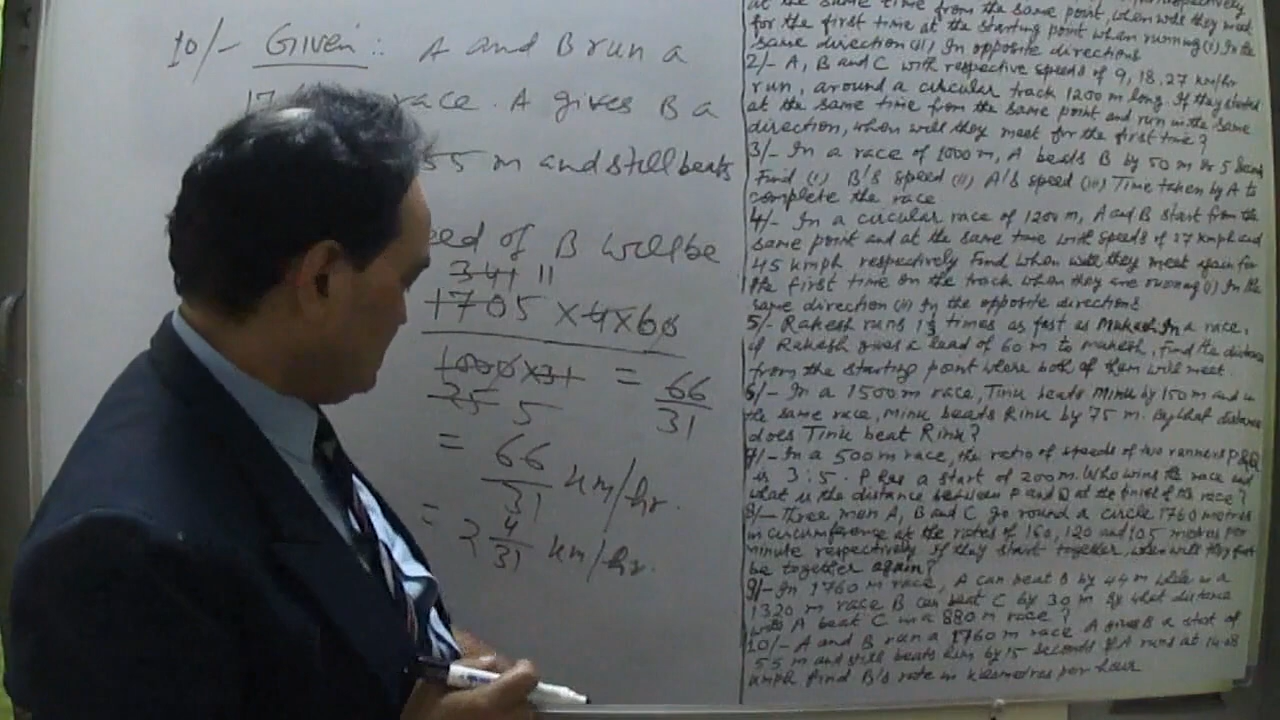 10/- Given :- A and B run a
race. A gives B a
55 m and still beats
eed of B will be
341 11
1705 × 4 × 60
1000 × 31 = 66
25 5 31
= 66
31 km/hr.
= 2 4/31 km/hr.
at the same time from the same point, when will they meet
for the first time at the starting point when running (i) In the
same direction (ii) In opposite directions
2/- A, B and C with respective speeds of 9, 18, 27 km/hr
run, around a circular track 1200 m long. If they started
at the same time from the same point and run in the same
direction, when will they meet for the first time?
3/- In a race of 1000 m, A beats B by 50 m or 5 seconds
Find (i) B's speed (ii) A's speed (iii) Time taken by A to
complete the race
4/- In a circular race of 1200 m, A and B start from the
same point and at the same time with speeds of 27 kmph and
45 kmph respectively Find when will they meet again for
the first time on the track when they are running (i) In the
same direction (ii) In the opposite directions
5/- Rakesh runs times as fast as Mukesh. In a race,
if Rakesh gives a lead of 60 m to Mukesh, Find the distance
from the starting point where both of them will meet.
6/- In a 1500 m race, Tinu beats Minu by 150 m and in
the same race, Minu beats Rinu by 75 m. By what distance
does Tinu beat Rinu?
7/- In a 500 m race, the ratio of speeds of two runners P & Q
is 3:5. P has a start of 200 m. Who wins the race and
what is the distance between P and Q at the finish of the race?
8/- Three men A, B and C go round a circle 1760 metres
in circumference at the rates of 160, 120 and 105 metres per
minute respectively If they start together, when will they first
be together again?
9/- In 1760 m race, A can beat B by 44 m while in a
1320 m race B can beat C by 30 m By what distance
will A beat C in a 880 m race?
10/- A and B run a 1760 m race A gives B a start of
55 m and still beats him by 15 seconds If A runs at
kmph find B's rate in kilometres per hour